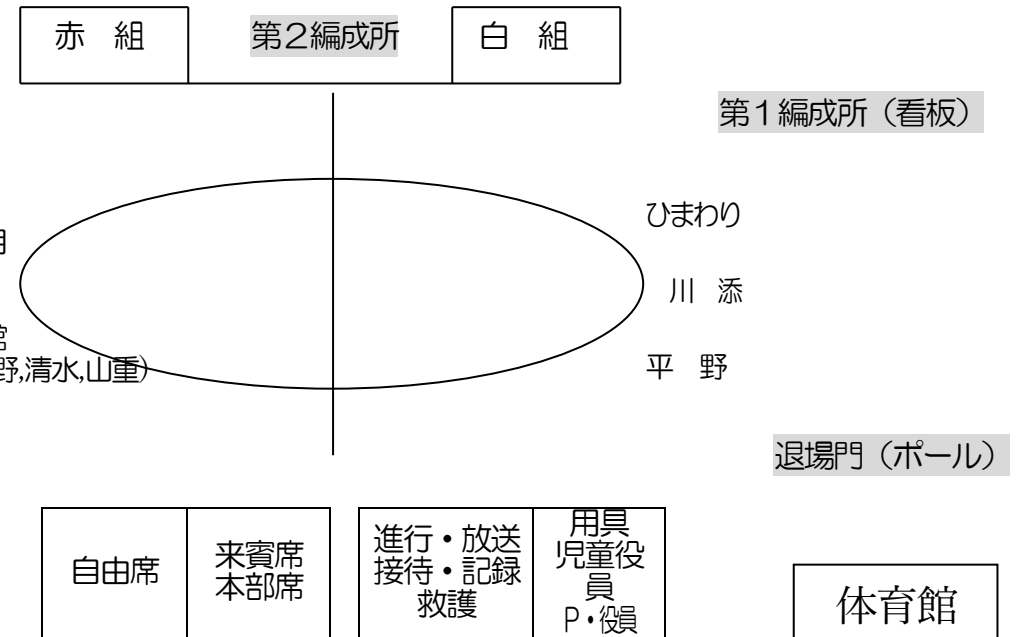 赤　組
第２編成所
白　組
第１編成所（看板）
ひまわり
川　添
平　野
野,清水,山重）
退場門（ポール）
自由席
来賓席
本部席
進行・放送
接待・記録
救護
用具
児童役
員
P・役員
体育館